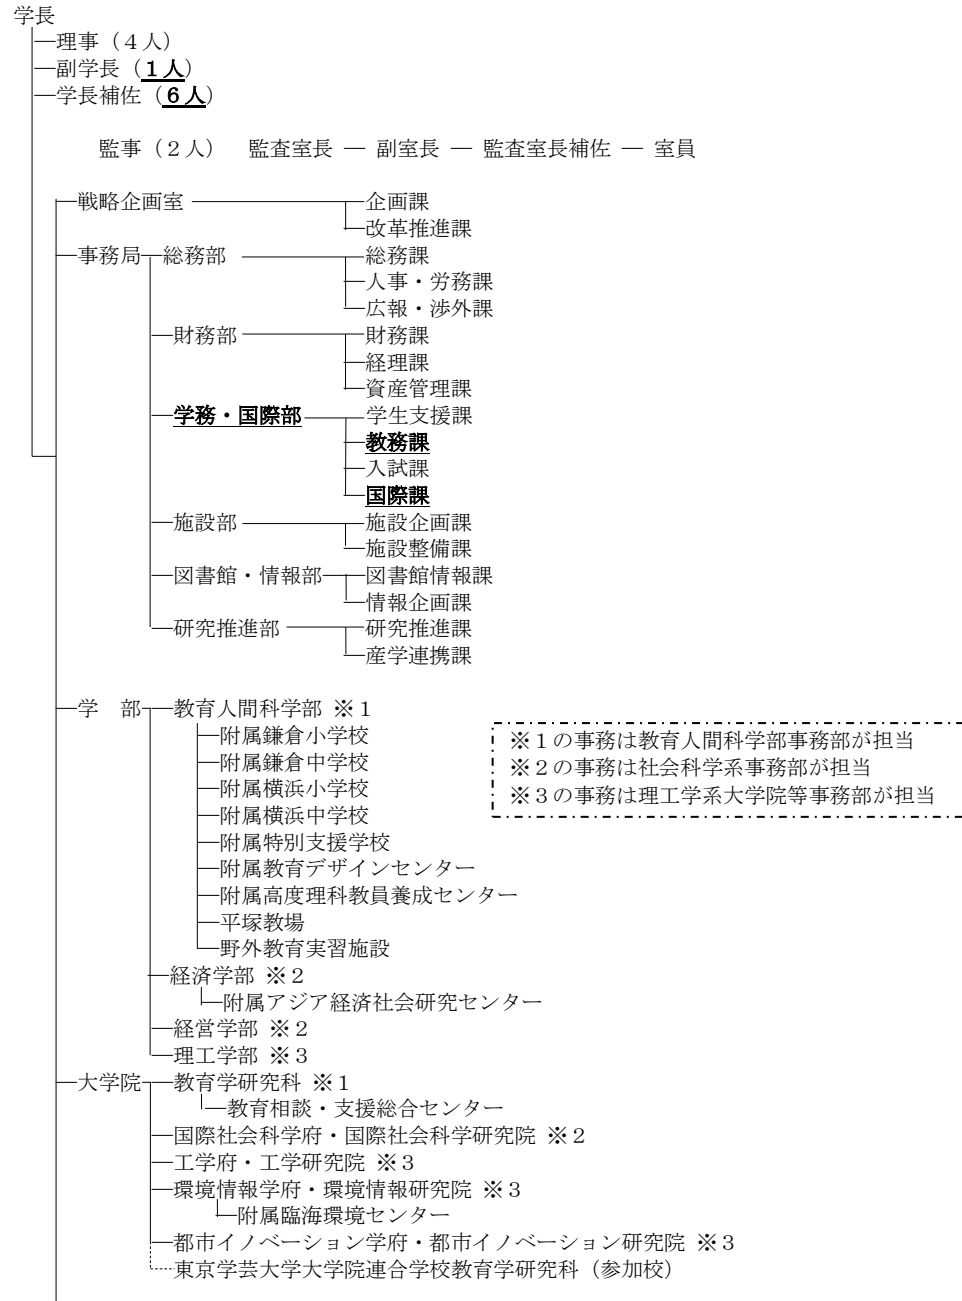 学長
理事（４人）
副学長（１人）
学長補佐（６人）
監事（２人） 監査室長 ― 副室長 ― 監査室長補佐 ― 室員
戦略企画室 企画課
改革推進課
事務局 総務部 総務課
人事・労務課
広報・渉外課
財務部 財務課
経理課
資産管理課
学務・国際部 学生支援課
教務課
入試課
国際課
施設部 施設企画課
施設整備課
図書館・情報部 図書館情報課
情報企画課
研究推進部 研究推進課
産学連携課
学　部 教育人間科学部 ※１
附属鎌倉小学校
附属鎌倉中学校
附属横浜小学校
附属横浜中学校
附属特別支援学校
附属教育デザインセンター
附属高度理科教員養成センター
平塚教場
野外教育実習施設
※１の事務は教育人間科学部事務部が担当
※２の事務は社会科学系事務部が担当
※３の事務は理工学系大学院等事務部が担当
経済学部 ※２
附属アジア経済社会研究センター
経営学部 ※２
理工学部 ※３
大学院 教育学研究科 ※１
教育相談・支援総合センター
国際社会科学府・国際社会科学研究院 ※２
工学府・工学研究院 ※３
環境情報学府・環境情報研究院 ※３
附属臨海環境センター
都市イノベーション学府・都市イノベーション研究院 ※３
東京学芸大学大学院連合学校教育学研究科（参加校）